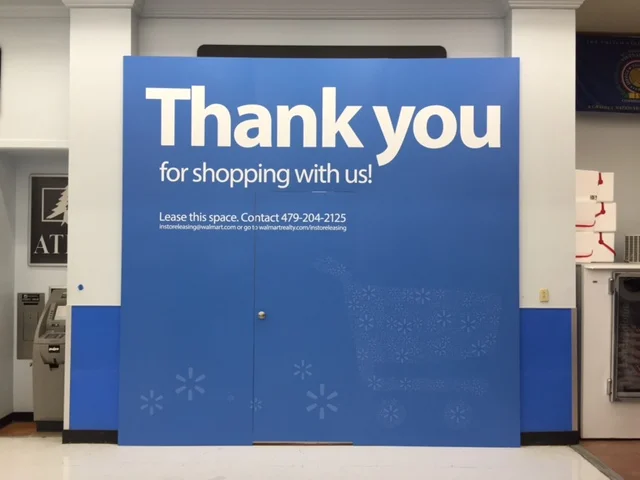 Thank you
for shopping with us!
Lease this space. Contact 479-204-2125
instoreleasing@walmart.com or go to walmartrealty.com/instoreleasing